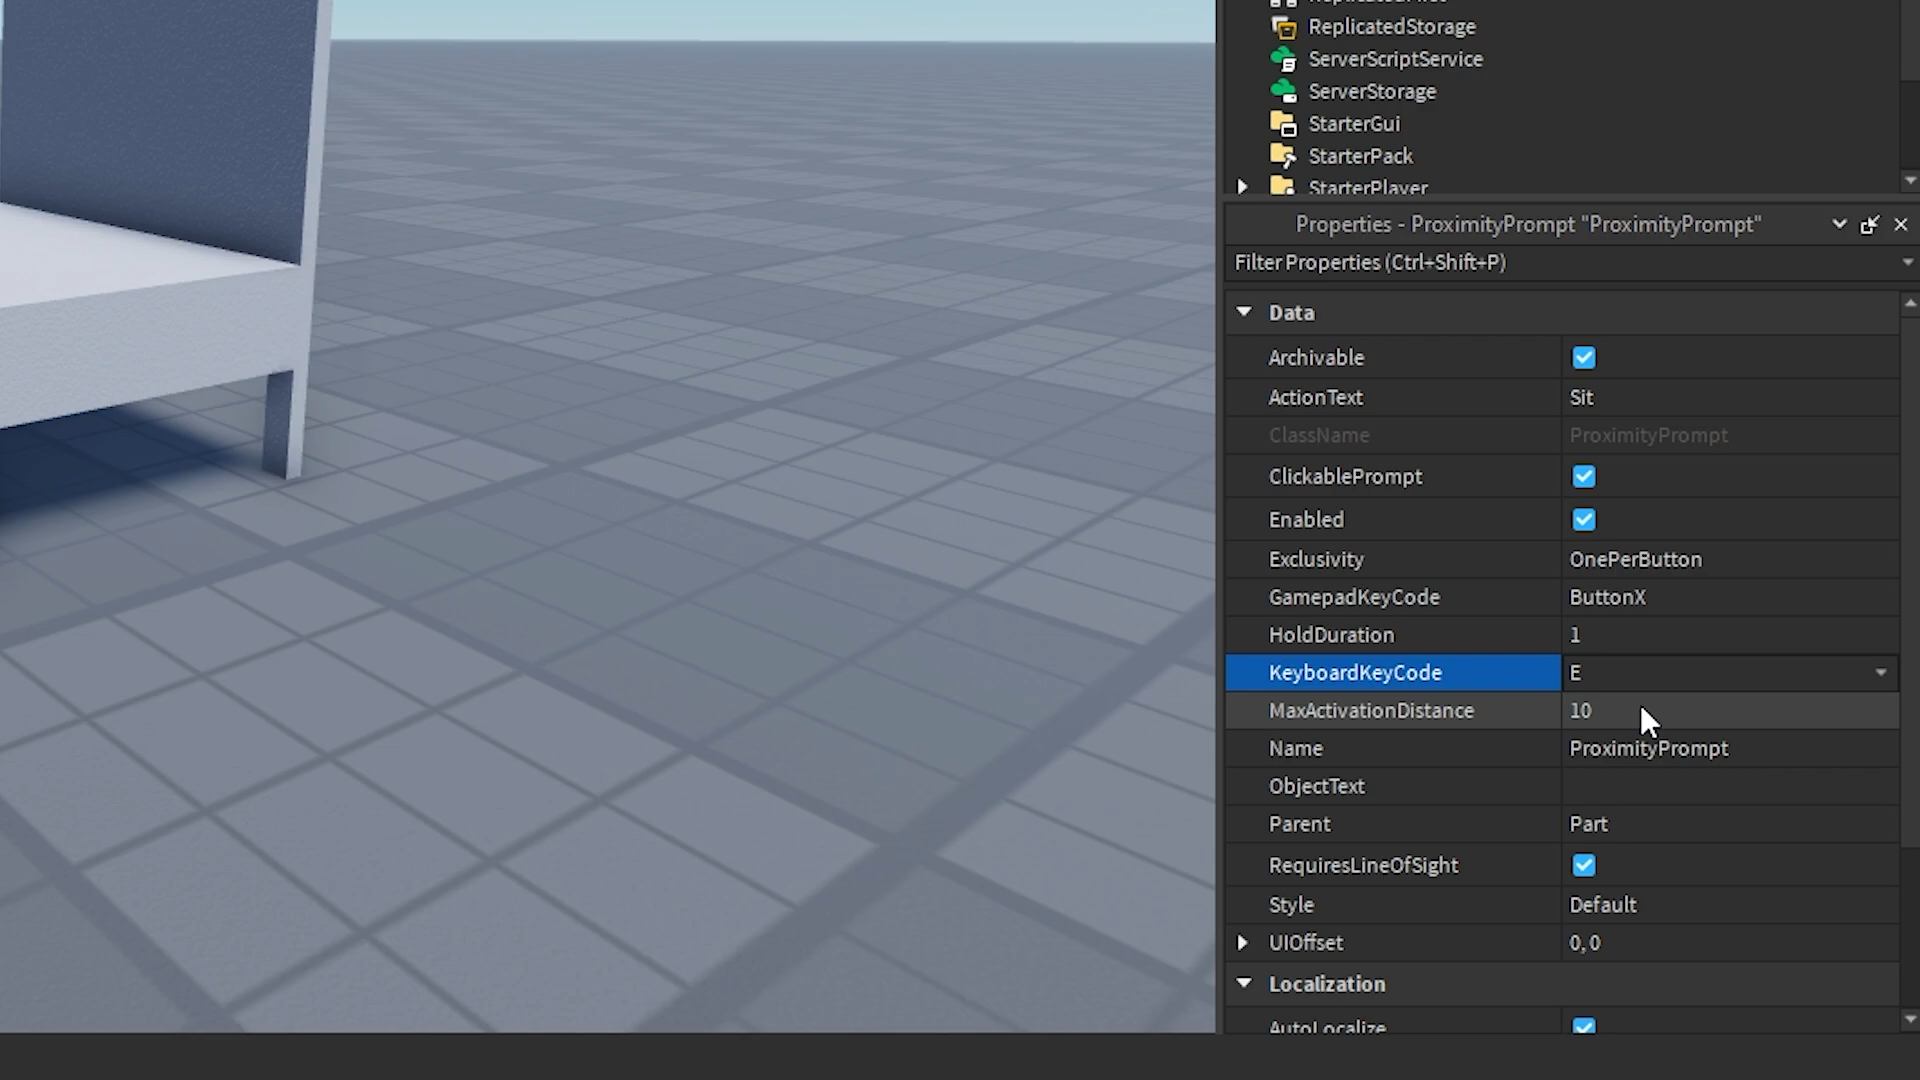 ReplicatedStorage
ServerScriptService
ServerStorage
StarterGui
StarterPack
StarterPlayer
Properties - ProximityPrompt "ProximityPrompt"
Filter Properties (Ctrl+Shift+P)
Data
Archivable
ActionText Sit
ClassName ProximityPrompt
ClickablePrompt
Enabled
Exclusivity OnePerButton
GamepadKeyCode ButtonX
HoldDuration 1
KeyboardKeyCode E
MaxActivationDistance 10
Name ProximityPrompt
ObjectText
Parent Part
RequiresLineOfSight
Style Default
UIOffset 0, 0
Localization
AutoLocalize